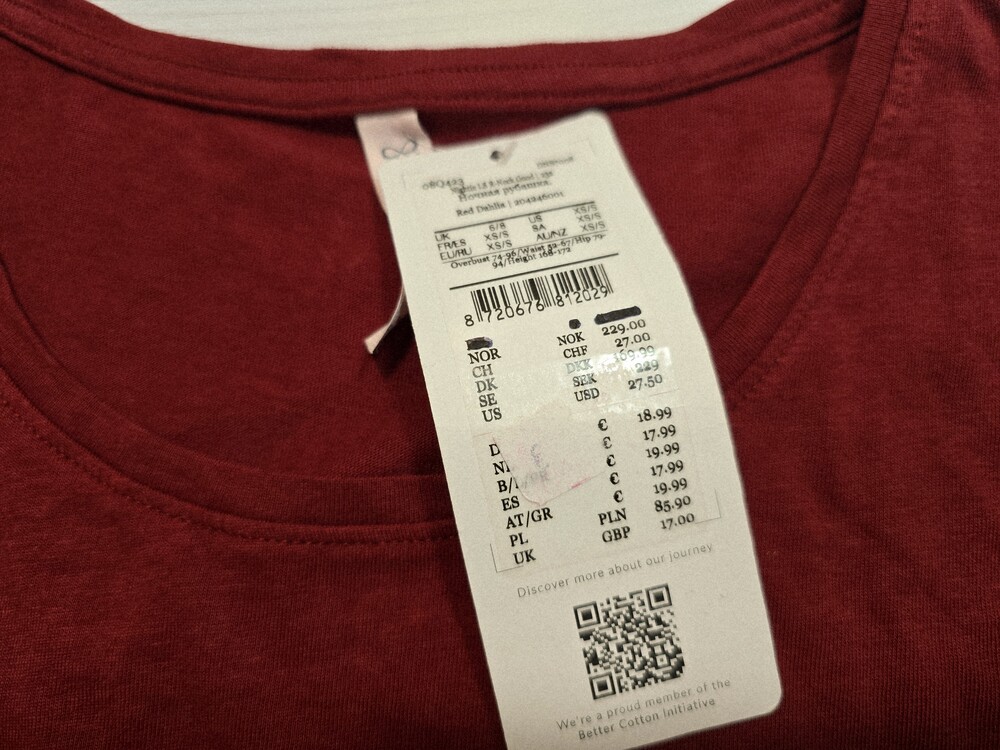 08Q423
Ночная рубашка.
Red Dahlia | 204246001
UK 6/8 US XS/S
FR/ES XS/S SA XS/S
EU/RU XS/S AU/NZ XS/S
Overbust 74-96/Waist 52-67/Hip 79-
94/Height 168-172
8 720676 812029
NOR NOK 229.00
CH CHF 27.00
DK DKK 169.99
SE SEK 229
US USD 27.50
D € 18.99
€ 17.99
B/ € 19.99
ES € 17.99
AT/GR € 19.99
PL PLN 85.90
UK GBP 17.00
Discover more about our journey
We're a proud member of the
Better Cotton Initiative